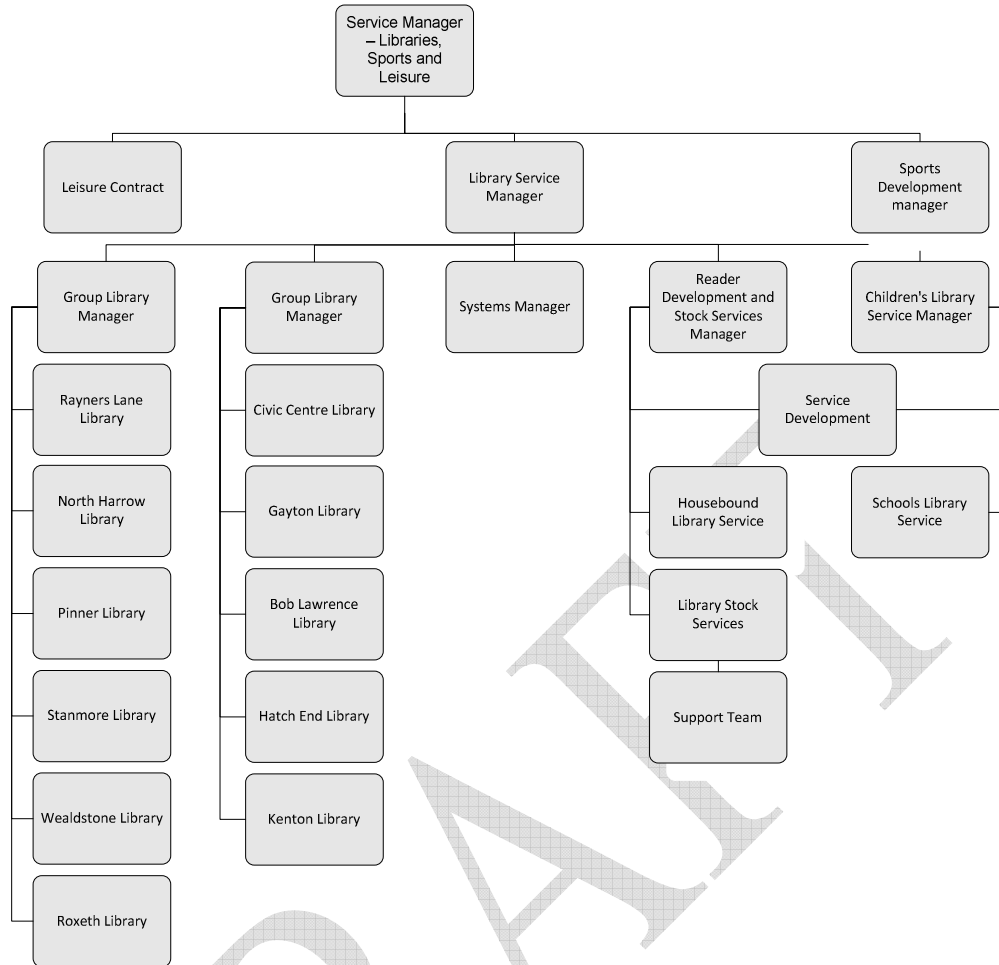 Service Manager
– Libraries,
Sports and
Leisure
Leisure Contract
Library Service
Manager
Sports
Development
manager
Group Library
Manager
Group Library
Manager
Systems Manager
Reader
Development and
Stock Services
Manager
Children's Library
Service Manager
Rayners Lane
Library
Civic Centre Library
Service
Development
North Harrow
Library
Gayton Library
Housebound
Library Service
Schools Library
Service
Pinner Library
Bob Lawrence
Library
Library Stock
Services
Stanmore Library
Hatch End Library
Support Team
Wealdstone Library
Kenton Library
Roxeth Library
DRAFT